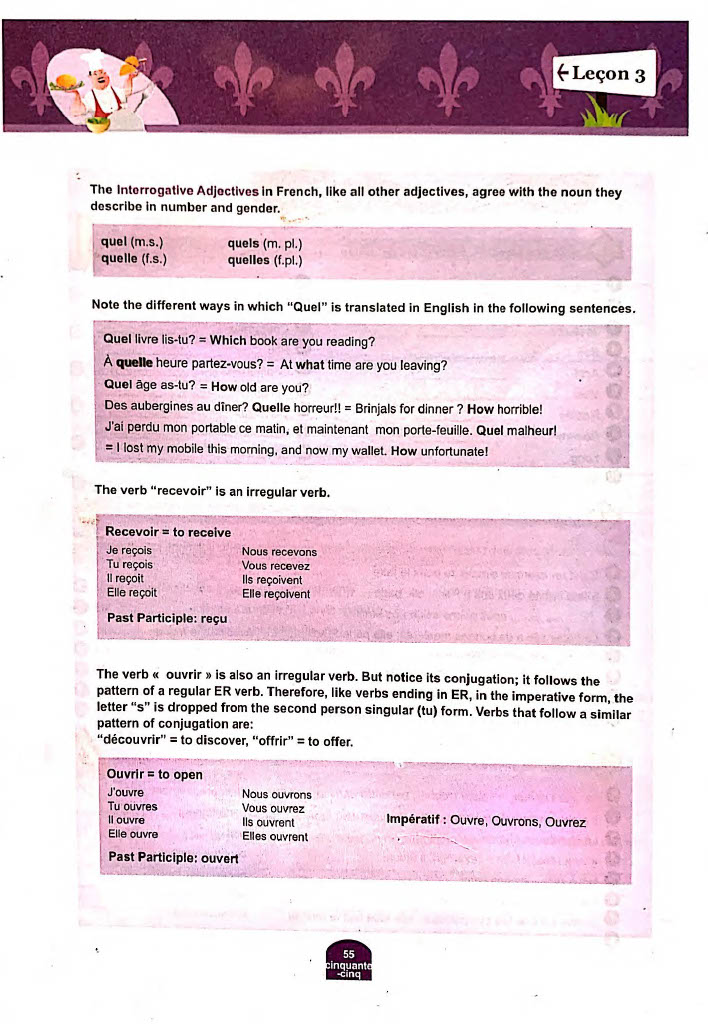 ←Leçon 3
The Interrogative Adjectives in French, like all other adjectives, agree with the noun they
describe in number and gender.
quel (m.s.) quels (m. pl.)
quelle (f.s.) quelles (f.pl.)
Note the different ways in which “Quel” is translated in English in the following sentences.
Quel livre lis-tu? = Which book are you reading?
À quelle heure partez-vous? = At what time are you leaving?
Quel âge as-tu? = How old are you?
Des aubergines au dîner? Quelle horreur!! = Brinjals for dinner ? How horrible!
J'ai perdu mon portable ce matin, et maintenant mon porte-feuille. Quel malheur!
= I lost my mobile this morning, and now my wallet. How unfortunate!
The verb “recevoir” is an irregular verb.
Recevoir = to receive
Je reçois Nous recevons
Tu reçois Vous recevez
Il reçoit Ils reçoivent
Elle reçoit Elle reçoivent
Past Participle: reçu
The verb « ouvrir » is also an irregular verb. But notice its conjugation; it follows the
pattern of a regular ER verb. Therefore, like verbs ending in ER, in the imperative form, the
letter “s” is dropped from the second person singular (tu) form. Verbs that follow a similar
pattern of conjugation are:
“découvrir” = to discover, “offrir” = to offer.
Ouvrir = to open
J'ouvre Nous ouvrons
Tu ouvres Vous ouvrez
Il ouvre Ils ouvrent Impératif : Ouvre, Ouvrons, Ouvrez
Elle ouvre Elles ouvrent
Past Participle: ouvert
55
cinquante
-cinq